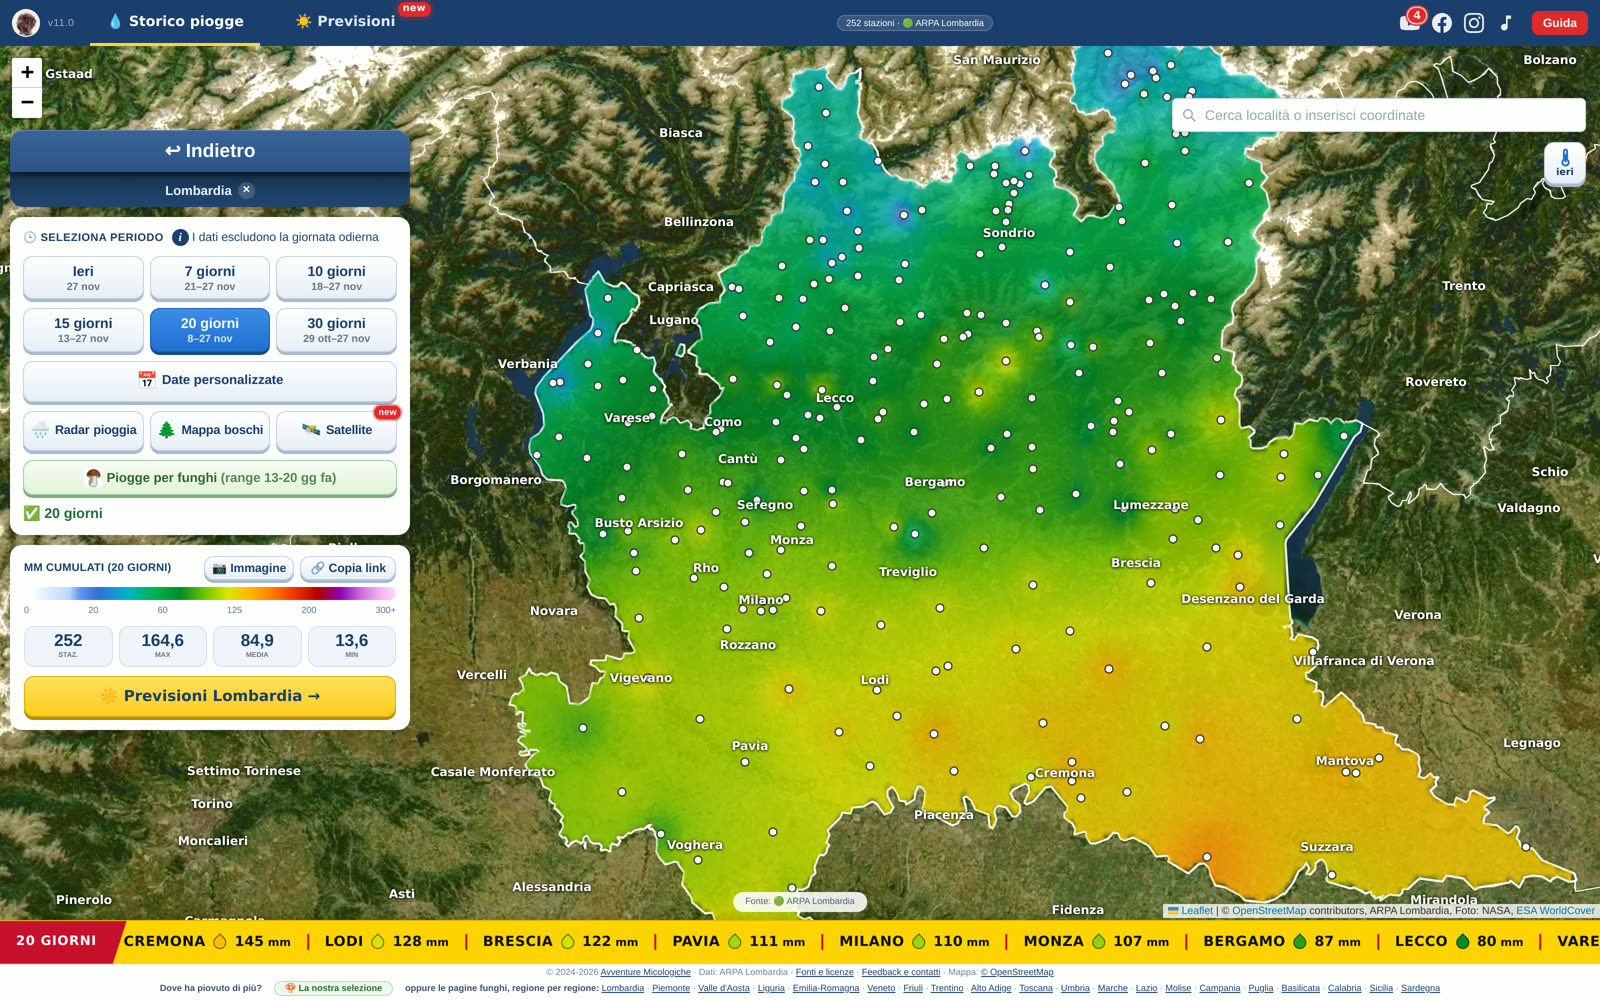 v11.0
💧 Storico piogge
☀️ Previsioni
new
252 stazioni · 🟢 ARPA Lombardia
4
Guida
+
−
Cerca località o inserisci coordinate
ieri
↩ Indietro
Lombardia ×
🕒 SELEZIONA PERIODO i I dati escludono la giornata odierna
Ieri
27 nov
7 giorni
21–27 nov
10 giorni
18–27 nov
15 giorni
13–27 nov
20 giorni
8–27 nov
30 giorni
29 ott–27 nov
📅 Date personalizzate
🌧️ Radar pioggia
🌲 Mappa boschi
🛰️ Satellite
new
🍄 Piogge per funghi (range 13-20 gg fa)
✅ 20 giorni
MM CUMULATI (20 GIORNI)
📷 Immagine
🔗 Copia link
0 20 60 125 200 300+
252
STAZ.
164,6
MAX
84,9
MEDIA
13,6
MIN
☀️ Previsioni Lombardia →
Gstaad
San Maurizio
Bolzano
Biasca
Bellinzona
Sondrio
Capriasca
Trento
Lugano
Verbania
Rovereto
Lecco
Varese
Como
Cantù
Schio
Borgomanero
Bergamo
Seregno
Lumezzane
Valdagno
Busto Arsizio
Monza
Rho
Treviglio
Brescia
Milano
Desenzano del Garda
Novara
Verona
Rozzano
Villafranca di Verona
Vercelli
Vigevano
Lodi
Pavia
Legnago
Settimo Torinese
Casale Monferrato
Cremona
Mantova
Torino
Piacenza
Moncalieri
Voghera
Suzzara
Alessandria
Asti
Pinerolo
Mirandola
Fidenza
Carmagnola
Fonte: 🟢 ARPA Lombardia
Leaflet | © OpenStreetMap contributors, ARPA Lombardia, Foto: NASA, ESA WorldCover
20 GIORNI CREMONA 145 mm | LODI 128 mm | BRESCIA 122 mm | PAVIA 111 mm | MILANO 110 mm | MONZA 107 mm | BERGAMO 87 mm | LECCO 80 mm | VARE
© 2024-2026 Avventure Micologiche · Dati: ARPA Lombardia · Fonti e licenze · Feedback e contatti · Mappa: © OpenStreetMap
Dove ha piovuto di più? 🍄 La nostra selezione oppure le pagine funghi, regione per regione: Lombardia · Piemonte · Valle d'Aosta · Liguria · Emilia-Romagna · Veneto · Friuli · Trentino · Alto Adige · Toscana · Umbria · Marche · Lazio · Molise · Campania · Puglia · Basilicata · Calabria · Sicilia · Sardegna